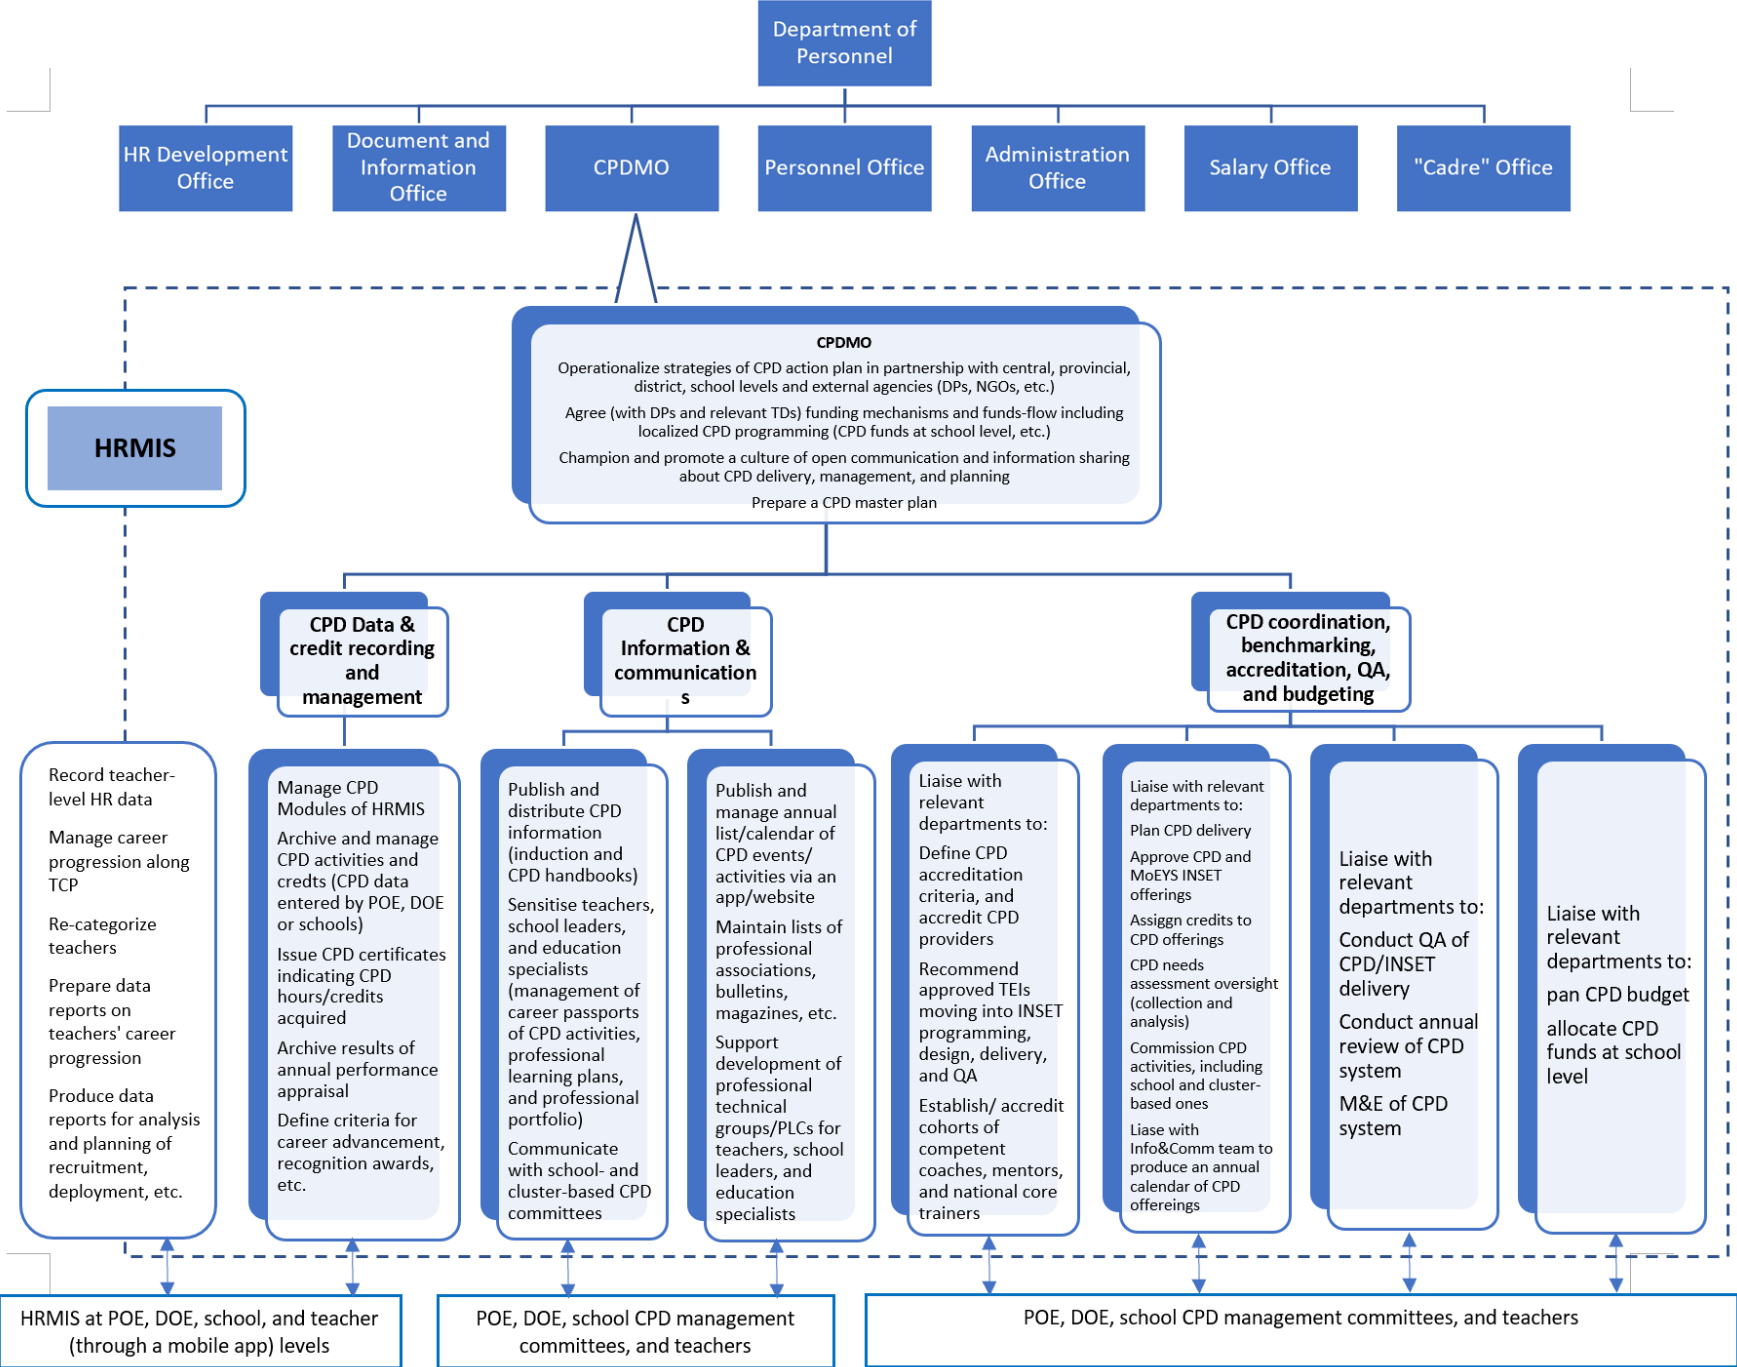 Department of
Personnel
HR Development
Office
Document and
Information
Office
CPDMO
Personnel Office
Administration
Office
Salary Office
"Cadre" Office
CPDMO
Operationalize strategies of CPD action plan in partnership with central, provincial,
district, school levels and external agencies (DPs, NGOs, etc.)
Agree (with DPs and relevant TDs) funding mechanisms and funds-flow including
localized CPD programming (CPD funds at school level, etc.)
Champion and promote a culture of open communication and information sharing
about CPD delivery, management, and planning
Prepare a CPD master plan
HRMIS
CPD Data &
credit recording
and
management
CPD
Information &
communication
s
CPD coordination,
benchmarking,
accreditation, QA,
and budgeting
Record teacher-
level HR data
Manage career
progression along
TCP
Re-categorize
teachers
Prepare data
reports on
teachers' career
progression
Produce data
reports for analysis
and planning of
recruitment,
deployment, etc.
Manage CPD
Modules of HRMIS
Archive and manage
CPD activities and
credts (CPD data
entered by POE, DOE
or schools)
Issue CPD certificates
indicating CPD
hours/credits
acquired
Archive results of
annual performance
appraisal
Define criteria for
career advancement,
recognition awards,
etc.
Publish and
distribute CPD
information
(induction and
CPD handbooks)
Sensitise teachers,
school leaders,
and education
specialists
(management of
career passports
of CPD activities,
professional
learning plans,
and professional
portfolio)
Communicate
with school- and
cluster-based CPD
committees
Publish and
manage annual
list/calendar of
CPD events/
activities via an
app/website
Maintain lists of
professional
associations,
bulletins,
magazines, etc.
Support
development of
professional
technical
groups/PLCs for
teachers, school
leaders, and
education
specialists
Liaise with
relevant
departments to:
Define CPD
accreditation
criteria, and
accredit CPD
providers
Recommend
approved TEIs
moving into INSET
programming,
design, delivery,
and QA
Establish/ accredit
cohorts of
competent
coaches, mentors,
and national core
trainers
Liaise with relevant
departments to:
Plan CPD delivery
Approve CPD and
MoEYS INSET
offerings
Assiggn credits to
CPD offerings
CPD needs
assessment oversight
(collection and
analysis)
Commission CPD
activities, including
school and cluster-
based ones
Liase with
Info&Comm team to
produce an annual
calendar of CPD
offereings
Liaise with
relevant
departments to:
Conduct QA of
CPD/INSET
delivery
Conduct annual
review of CPD
system
M&E of CPD
system
Liaise with
relevant
departments to:
pan CPD budget
allocate CPD
funds at school
level
HRMIS at POE, DOE, school, and teacher
(through a mobile app) levels
POE, DOE, school CPD management
committees, and teachers
POE, DOE, school CPD management committees, and teachers